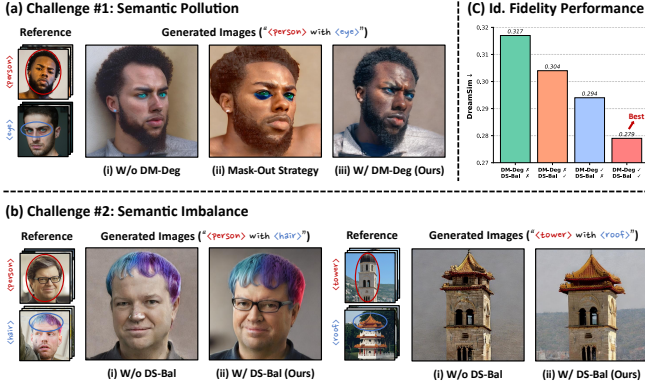 (a) Challenge #1: Semantic Pollution
Reference
Generated Images ("<person> with <eye>")
<person>
<eye>
(i) W/o DM-Deg
(ii) Mask-Out Strategy
(iii) W/ DM-Deg (Ours)
(C) Id. Fidelity Performance
DreamSim ↓
0.32
0.31
0.30
0.29
0.28
0.27
0.317
0.304
0.294
0.279
Best
DM-Deg ✗ DM-Deg ✗ DM-Deg ✓ DM-Deg ✓
DS-Bal ✗ DS-Bal ✓ DS-Bal ✗ DS-Bal ✓
(b) Challenge #2: Semantic Imbalance
Reference
Generated Images ("<person> with <hair>")
<person>
<hair>
(i) W/o DS-Bal
(ii) W/ DS-Bal (Ours)
Reference
Generated Images ("<tower> with <roof>")
<tower>
<roof>
(i) W/o DS-Bal
(ii) W/ DS-Bal (Ours)